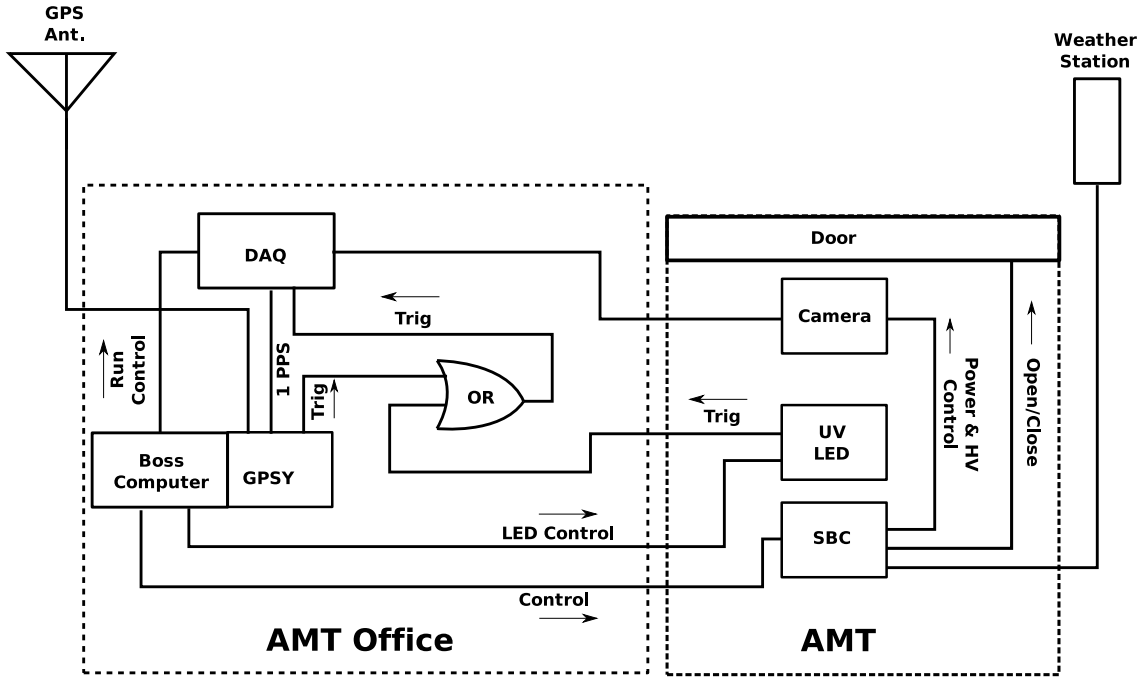 GPS
Ant.
Weather
Station
DAQ
Door
Trig
Camera
Run
Control
1 PPS
Trig
OR
Trig
Power & HV
Control
Open/Close
UV
LED
Boss
Computer
GPSY
LED Control
SBC
Control
AMT Office
AMT